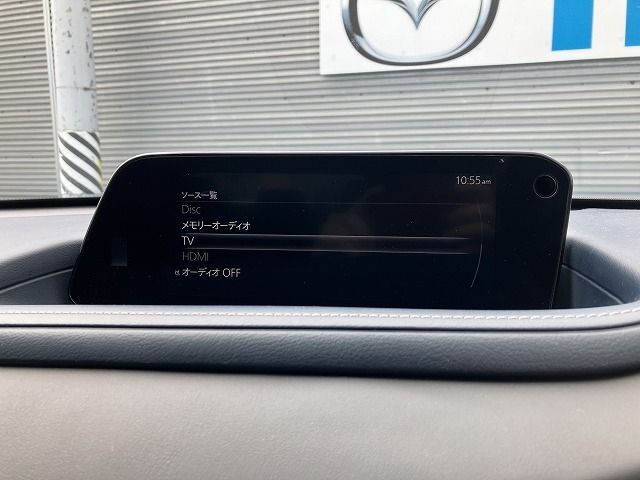 10:55am
ソース一覧
Disc
メモリーオーディオ
TV
HDMI
オーディオ OFF